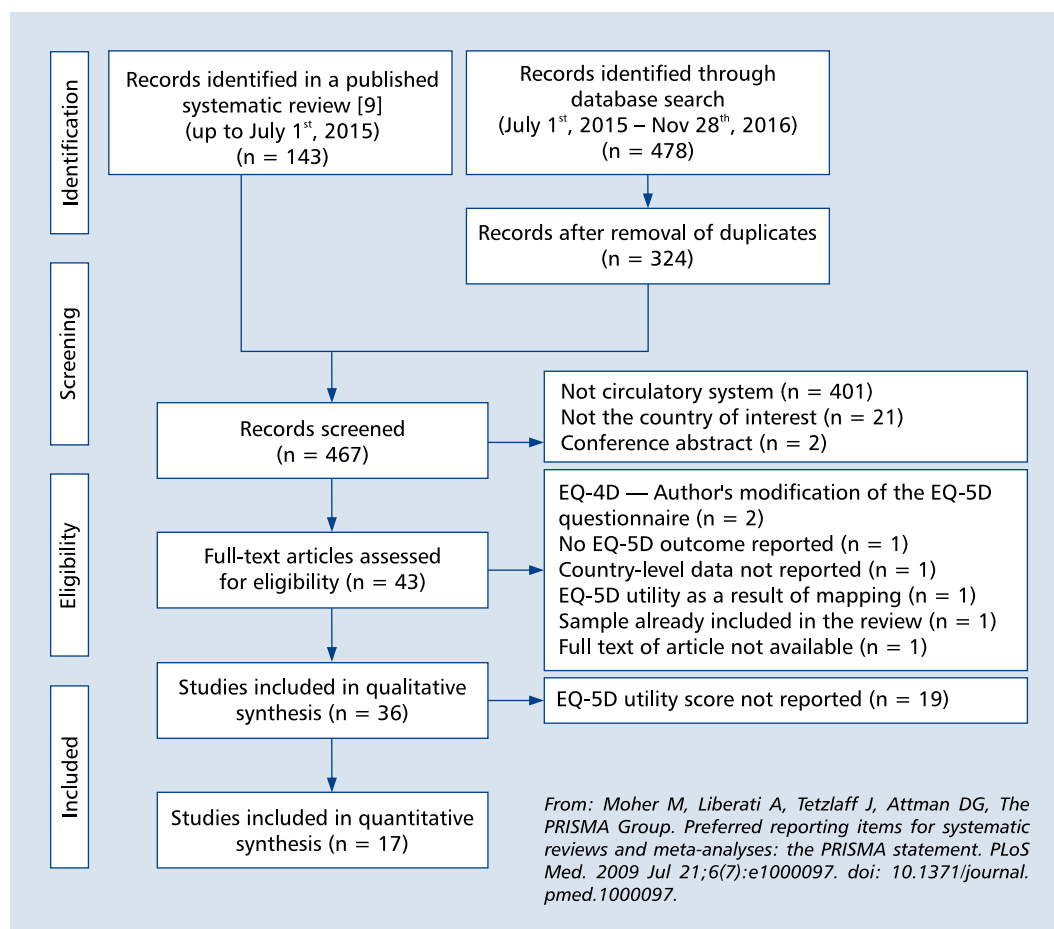 Identification
Records identified in a published
systematic review [9]
(up to July 1st, 2015)
(n = 143)
Records identified through
database search
(July 1st, 2015 – Nov 28th, 2016)
(n = 478)
Records after removal of duplicates
(n = 324)
Screening
Records screened
(n = 467)
Not circulatory system (n = 401)
Not the country of interest (n = 21)
Conference abstract (n = 2)
Eligibility
Full-text articles assessed
for eligibility (n = 43)
EQ-4D — Author's modification of the EQ-5D
questionnaire (n = 2)
No EQ-5D outcome reported (n = 1)
Country-level data not reported (n = 1)
EQ-5D utility as a result of mapping (n = 1)
Sample already included in the review (n = 1)
Full text of article not available (n = 1)
Included
Studies included in qualitative
synthesis (n = 36)
EQ-5D utility score not reported (n = 19)
Studies included in quantitative
synthesis (n = 17)
From: Moher M, Liberati A, Tetzlaff J, Attman DG, The
PRISMA Group. Preferred reporting items for systematic
reviews and meta-analyses: the PRISMA statement. PLoS
Med. 2009 Jul 21;6(7):e1000097. doi: 10.1371/journal.
pmed.1000097.